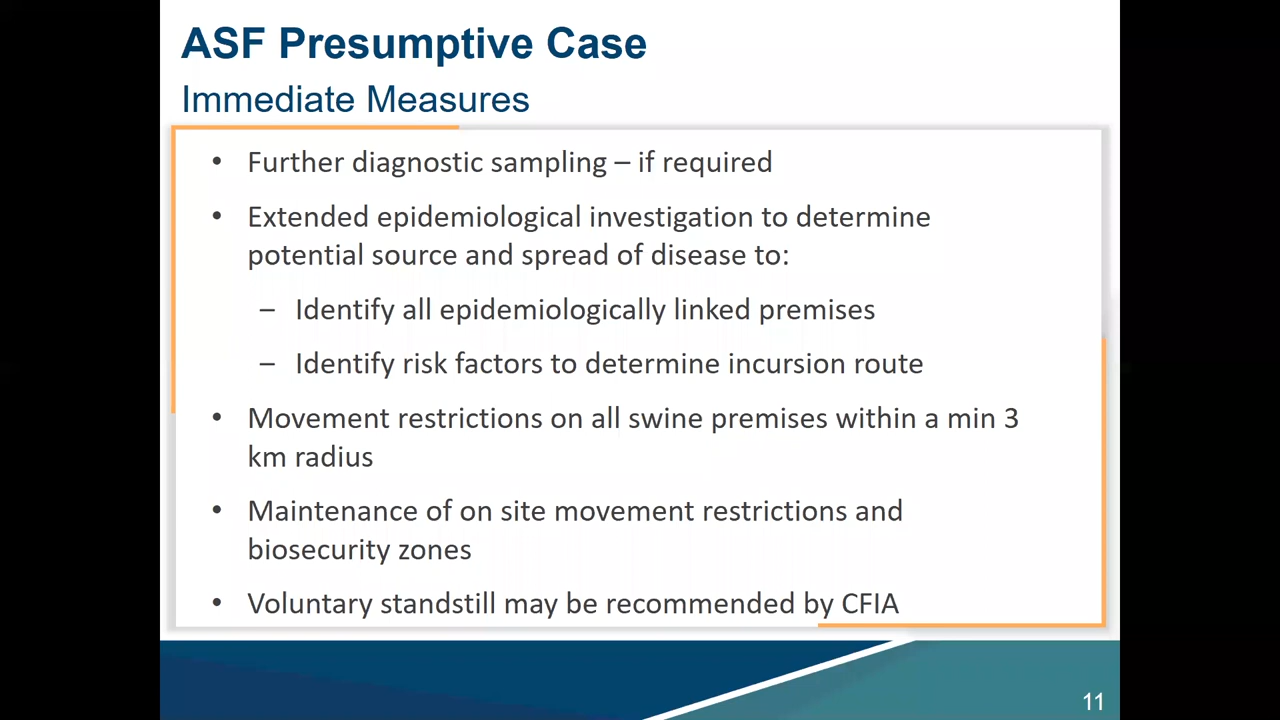 ASF Presumptive Case
Immediate Measures
• Further diagnostic sampling – if required
• Extended epidemiological investigation to determine
potential source and spread of disease to:
– Identify all epidemiologically linked premises
– Identify risk factors to determine incursion route
• Movement restrictions on all swine premises within a min 3
km radius
• Maintenance of on site movement restrictions and
biosecurity zones
• Voluntary standstill may be recommended by CFIA
11